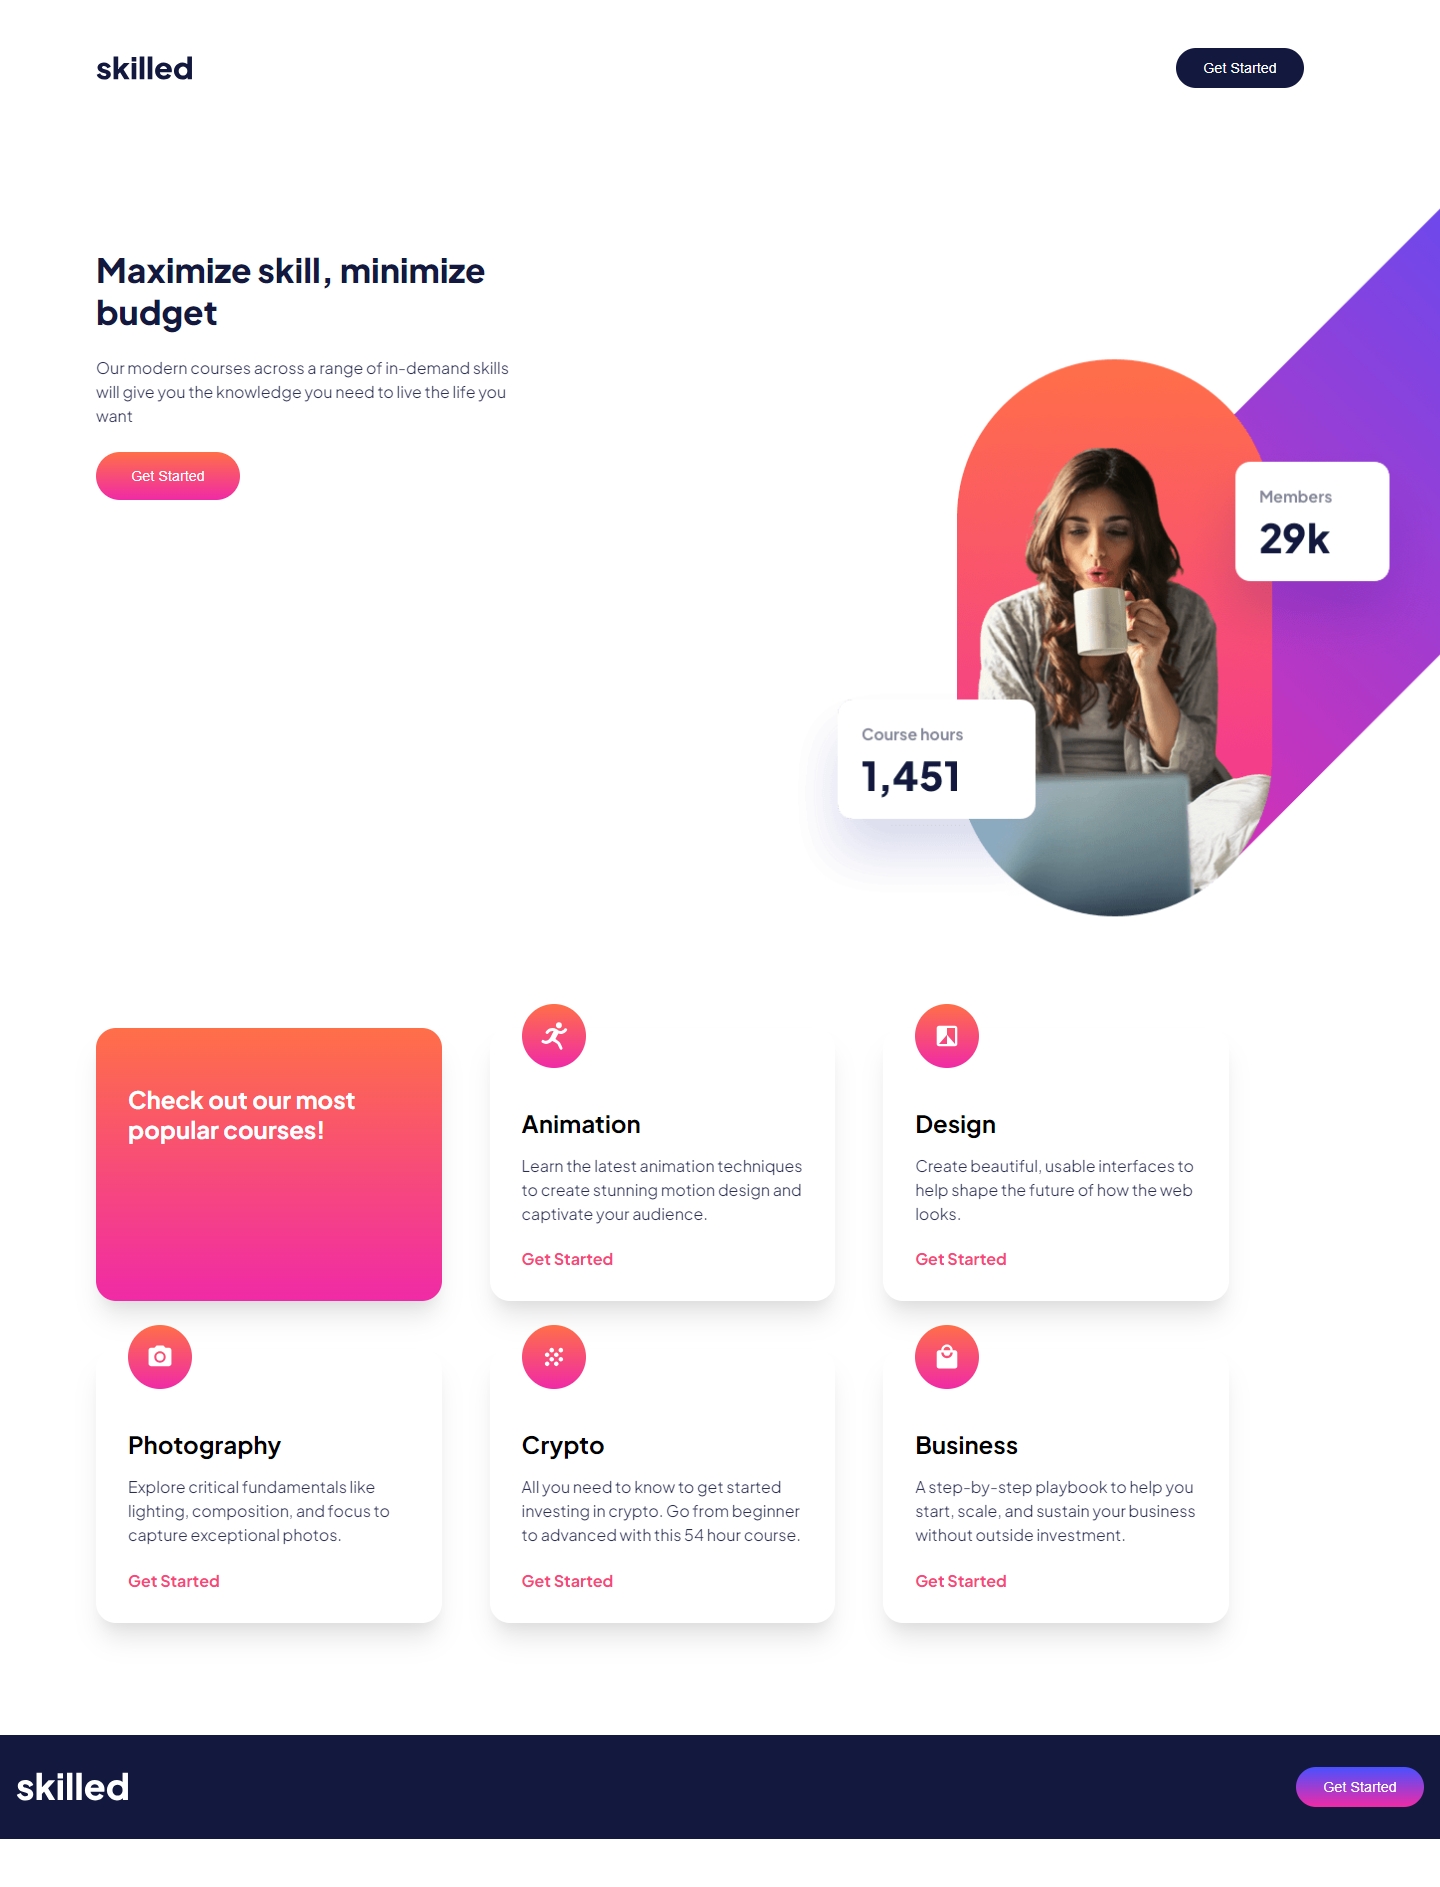 skilled
Get Started
Maximize skill, minimize
budget
Our modern courses across a range of in-demand skills
will give you the knowledge you need to live the life you
want
Get Started
Members
29k
Course hours
1,451
Check out our most
popular courses!
Animation
Learn the latest animation techniques
to create stunning motion design and
captivate your audience.
Get Started
Design
Create beautiful, usable interfaces to
help shape the future of how the web
looks.
Get Started
Photography
Explore critical fundamentals like
lighting, composition, and focus to
capture exceptional photos.
Get Started
Crypto
All you need to know to get started
investing in crypto. Go from beginner
to advanced with this 54 hour course.
Get Started
Business
A step-by-step playbook to help you
start, scale, and sustain your business
without outside investment.
Get Started
skilled
Get Started